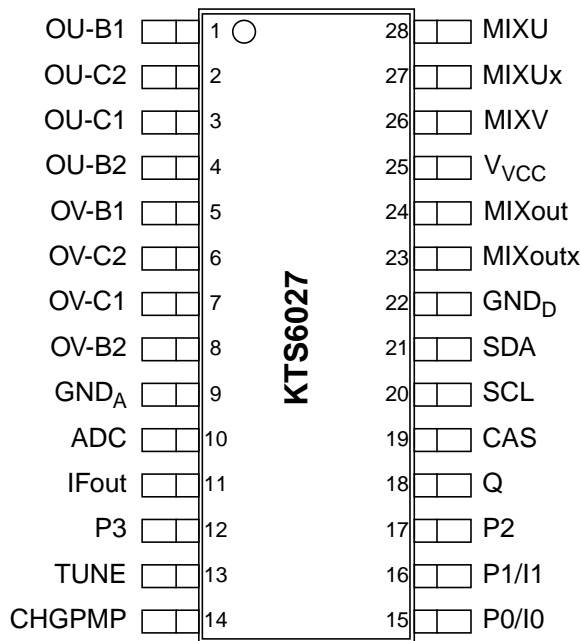 OU-B1 1 28 MIXU
OU-C2 2 27 MIXUx
OU-C1 3 26 MIXV
OU-B2 4 25 VVCC
OV-B1 5 24 MIXout
OV-C2 6 23 MIXoutx
OV-C1 7 22 GNDD
OV-B2 8 21 SDA
GNDA 9 20 SCL
ADC 10 19 CAS
IFout 11 18 Q
P3 12 17 P2
TUNE 13 16 P1/I1
CHGPMP 14 15 P0/I0
KTS6027